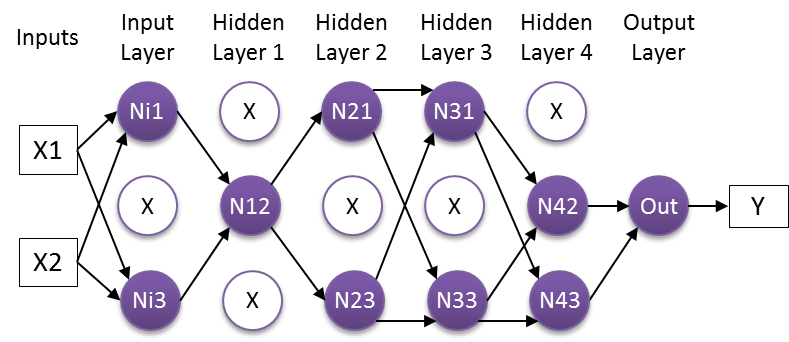 Inputs
Input
Layer
Hidden
Layer 1
Hidden
Layer 2
Hidden
Layer 3
Hidden
Layer 4
Output
Layer
Ni1
X
N21
N31
X
X1
X
N12
X
X
N42
Out
Y
X2
Ni3
X
N23
N33
N43